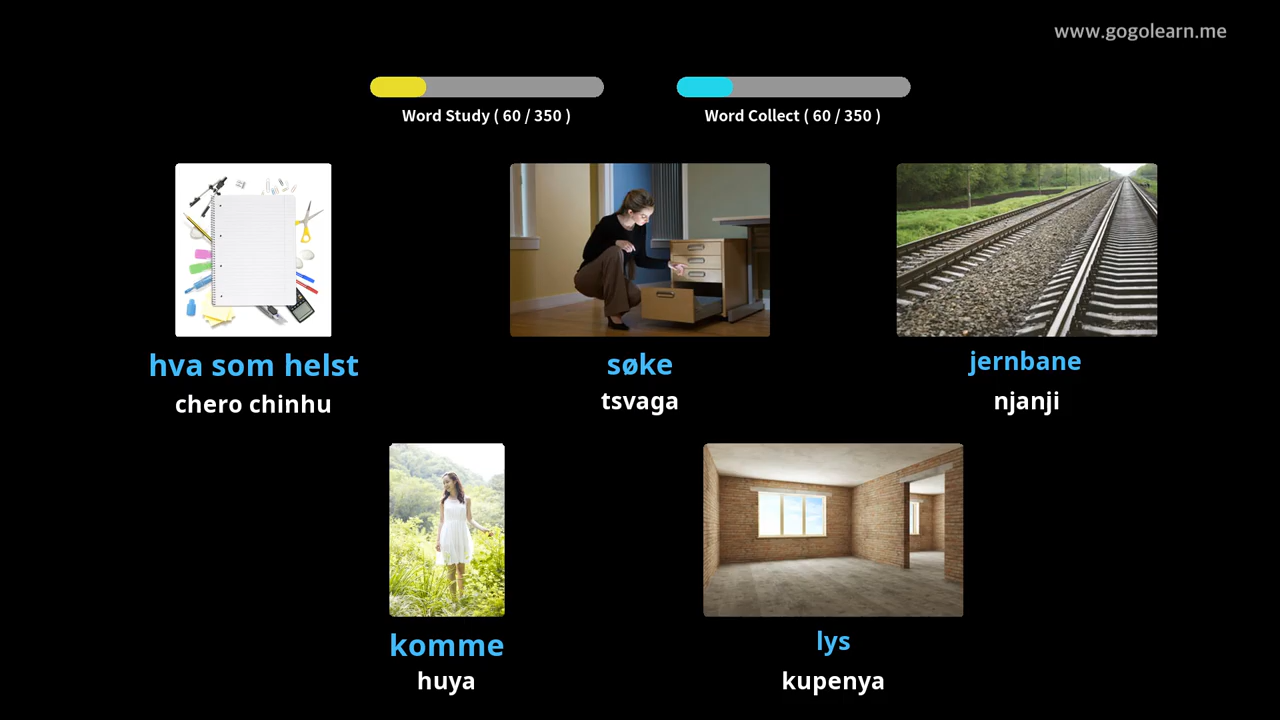 www.gogolearn.me
Word Study ( 60 / 350 )
Word Collect ( 60 / 350 )
hva som helst
chero chinhu
søke
tsvaga
jernbane
njanji
komme
huya
lys
kupenya